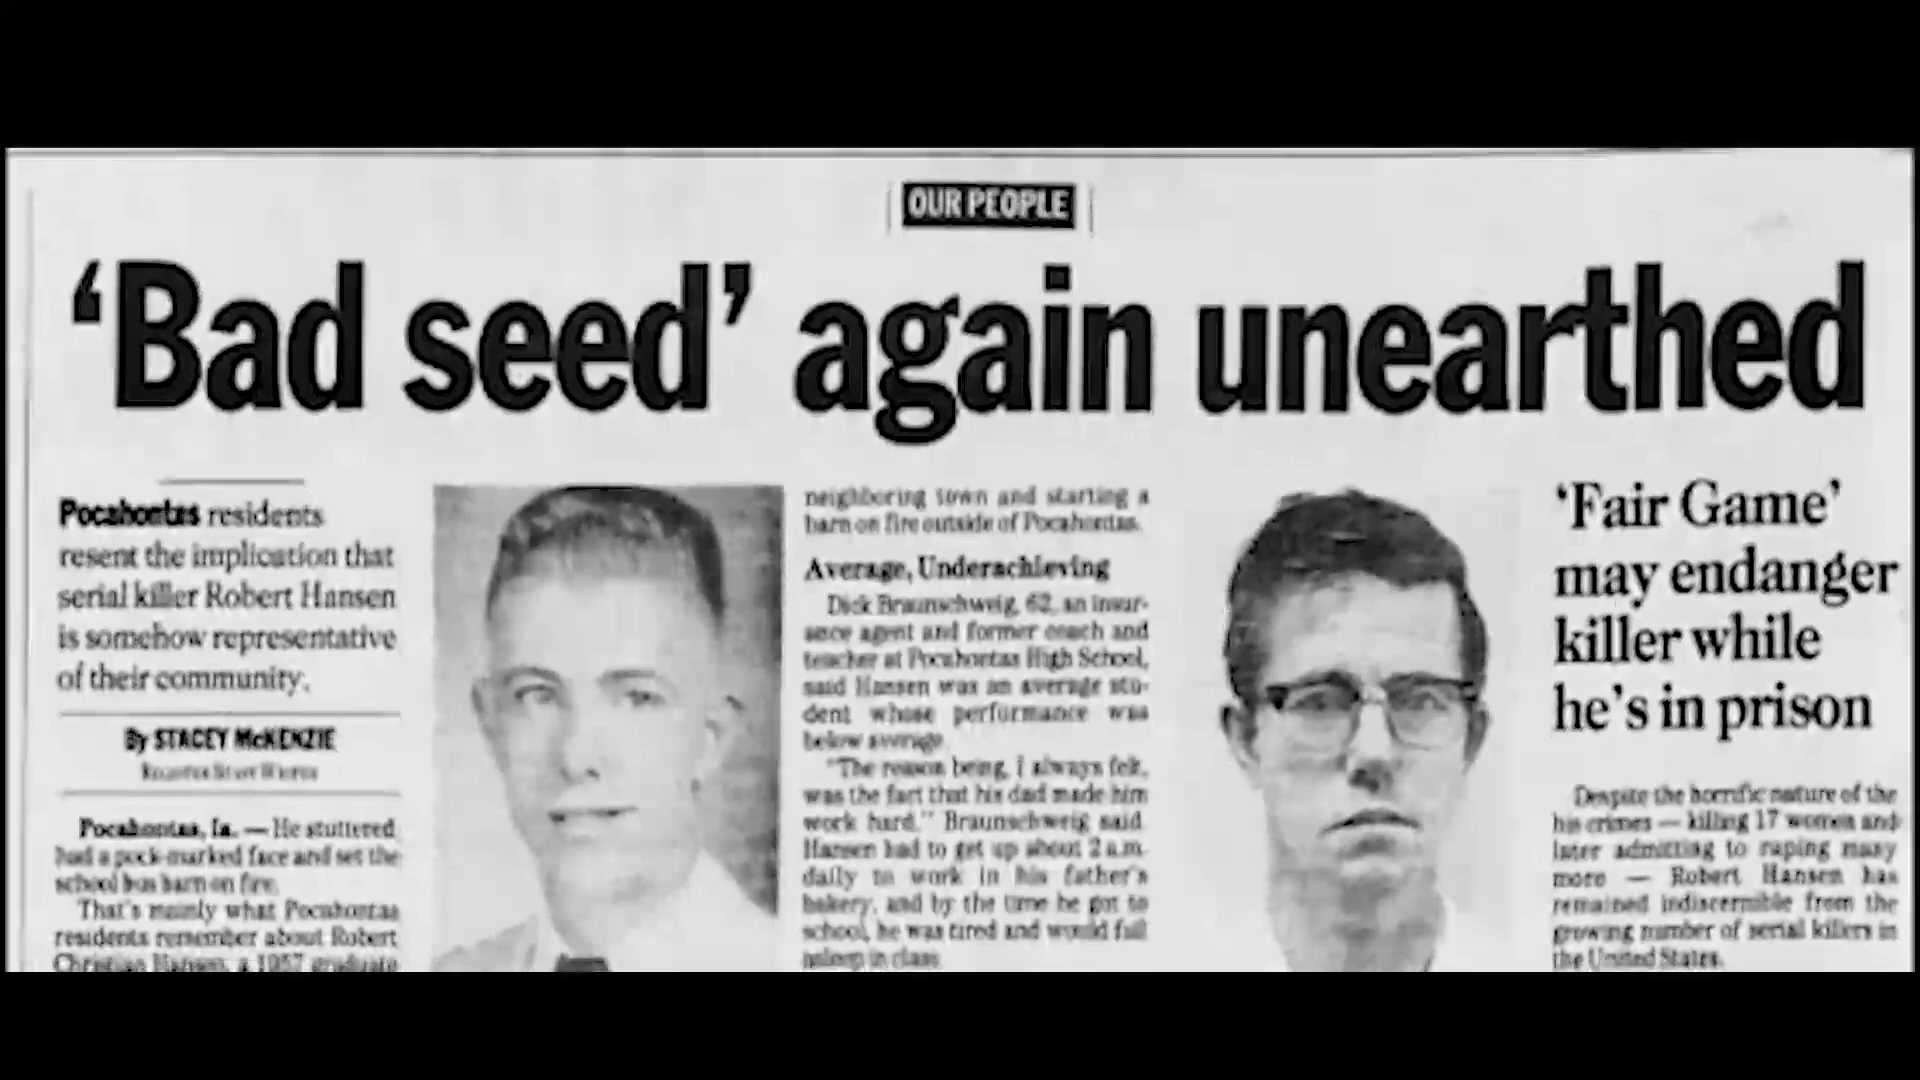 OUR PEOPLE
‘Bad seed’ again unearthed
Pocahontas residents
resent the implication that
serial killer Robert Hansen
is somehow representative
of their community.
By STACEY McKENZIE
Register Staff Writer
Pocahontas, Ia. — He stuttered
had a pock-marked face and set the
school bus barn on fire.
That's mainly what Pocahontas
residents remember about Robert
Christian Hansen, a 1957 graduate
neighboring town and starting a
barn on fire outside of Pocahontas.
Average, Underachieving
Dick Braunschweig, 62, an insur-
ance agent and former coach and
teacher at Pocahontas High School,
said Hansen was an average stu-
dent whose performance was
below average.
"The reason being, I always felt,
was the fact that his dad made him
work hard." Braunschweig said.
Hansen had to get up about 2 a.m.
daily to work in his father's
bakery, and by the time he got to
school, he was tired and would fall
asleep in class.
‘Fair Game’
may endanger
killer while
he's in prison
Despite the horrific nature of the
his crimes — killing 17 women and
later admitting to raping many
more — Robert Hansen has
remained indiscernible from the
growing number of serial killers in
the United States.